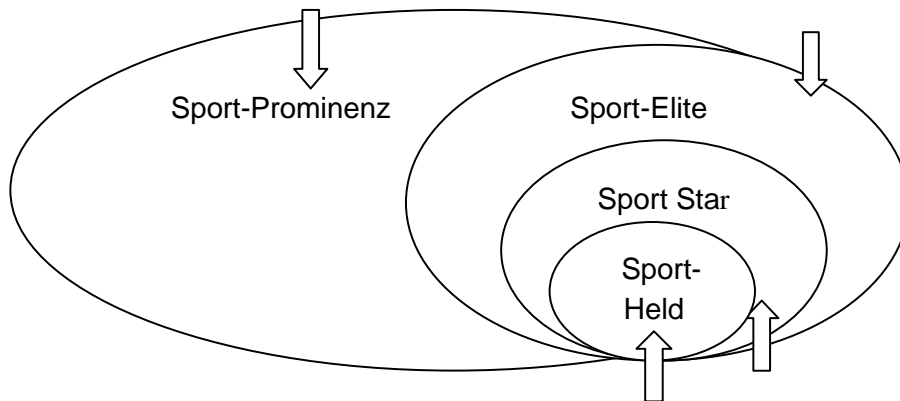 Sport-Prominenz
Sport-Elite
Sport Star
Sport-
Held